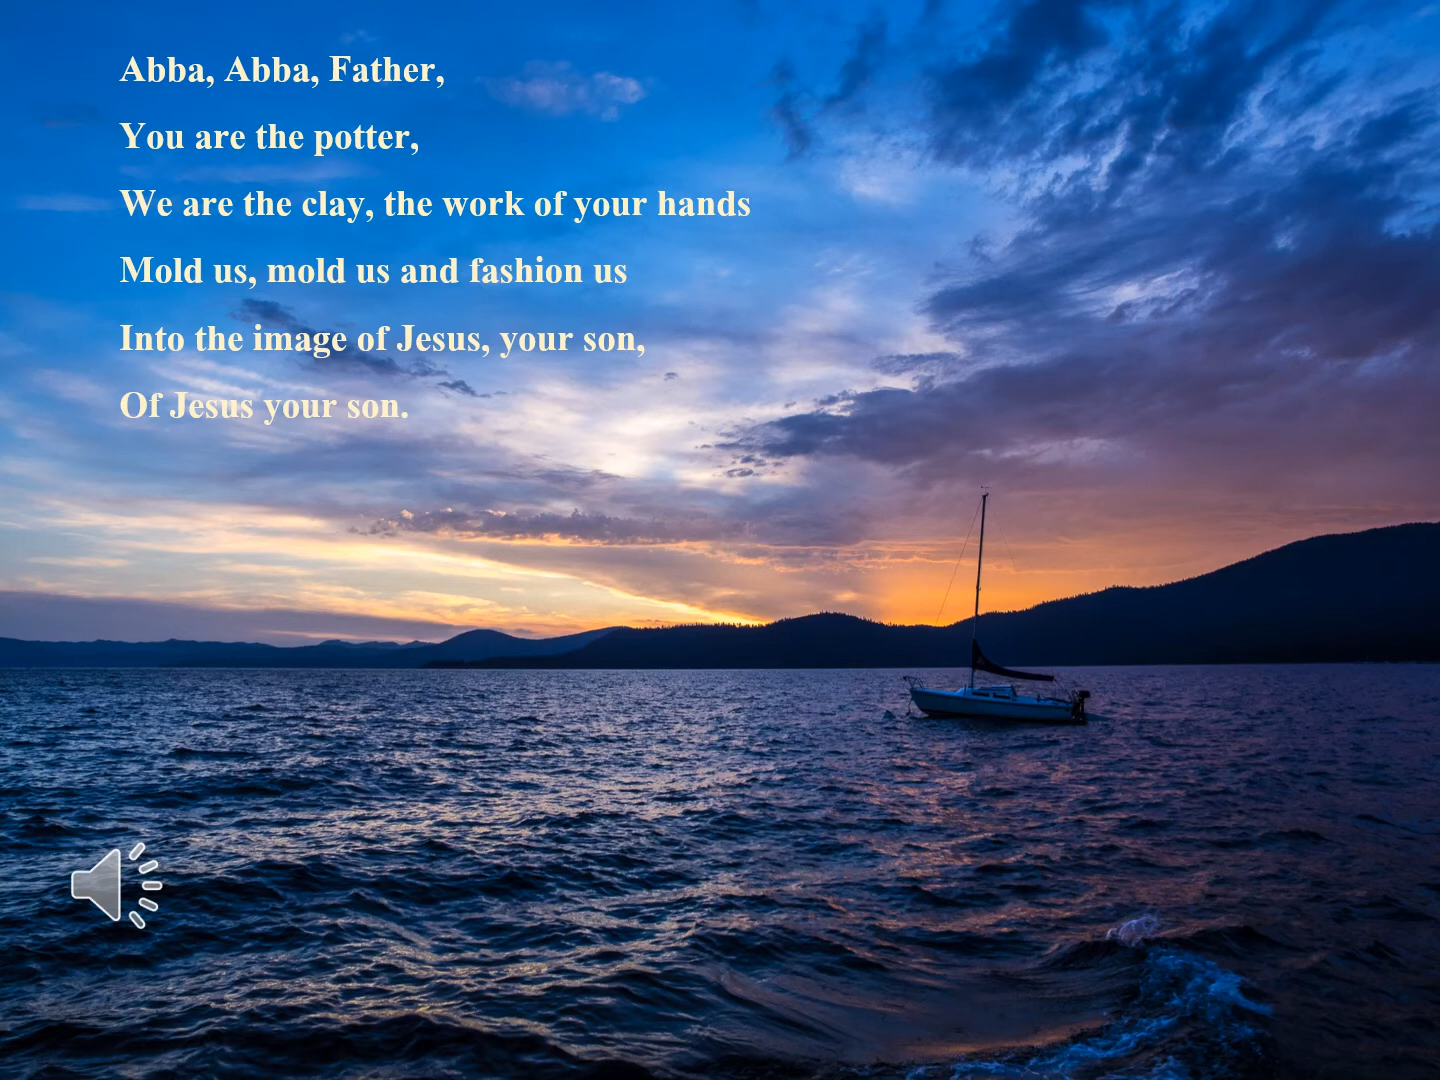 Abba, Abba, Father,
You are the potter,
We are the clay, the work of your hands
Mold us, mold us and fashion us
Into the image of Jesus, your son,
Of Jesus your son.